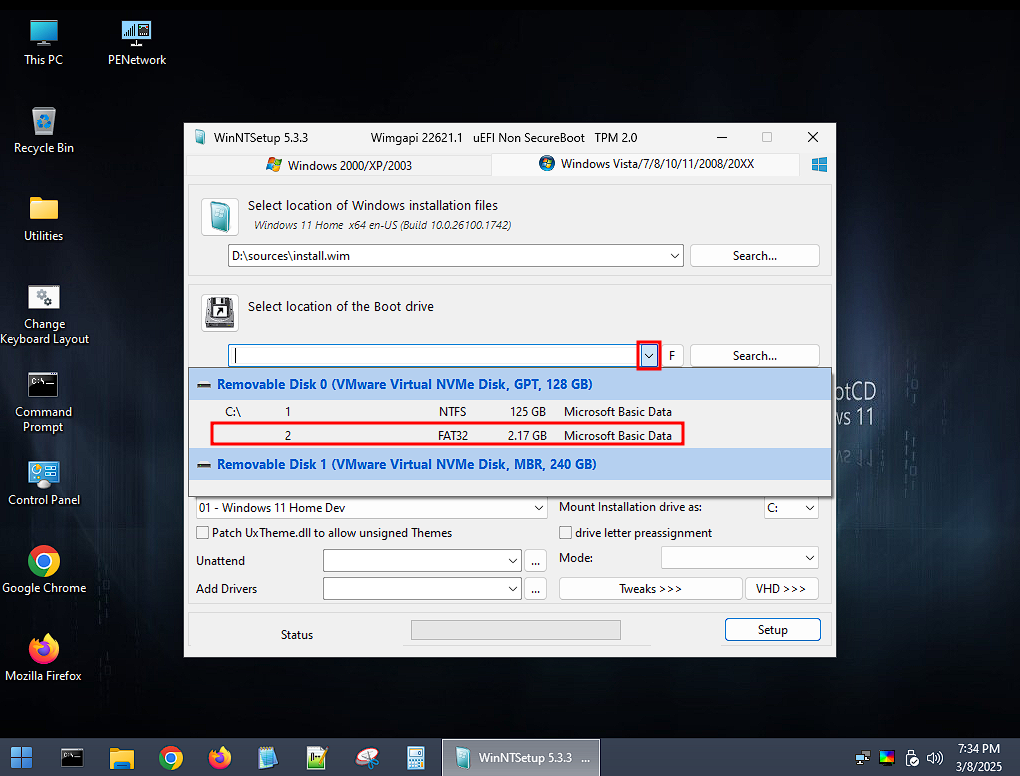 This PC
PENetwork
Recycle Bin
Utilities
Change
Keyboard Layout
Command
Prompt
Control Panel
Google Chrome
Mozilla Firefox
WinNTSetup 5.3.3 Wimgapi 22621.1 uEFI Non SecureBoot TPM 2.0
Windows 2000/XP/2003 Windows Vista/7/8/10/11/2008/20XX
Select location of Windows installation files
Windows 11 Home x64 en-US (Build 10.0.26100.1742)
D:\sources\install.wim Search...
Select location of the Boot drive
F Search...
Removable Disk 0 (VMware Virtual NVMe Disk, GPT, 128 GB)
C:\ 1 NTFS 125 GB Microsoft Basic Data
2 FAT32 2.17 GB Microsoft Basic Data
Removable Disk 1 (VMware Virtual NVMe Disk, MBR, 240 GB)
01 - Windows 11 Home Dev Mount Installation drive as: C:
Patch UxTheme.dll to allow unsigned Themes drive letter preassignment
Unattend ... Mode:
Add Drivers ... Tweaks >>> VHD >>>
Status Setup
otCD
vs 11
WinNTSetup 5.3.3 ...
7:34 PM
3/8/2025